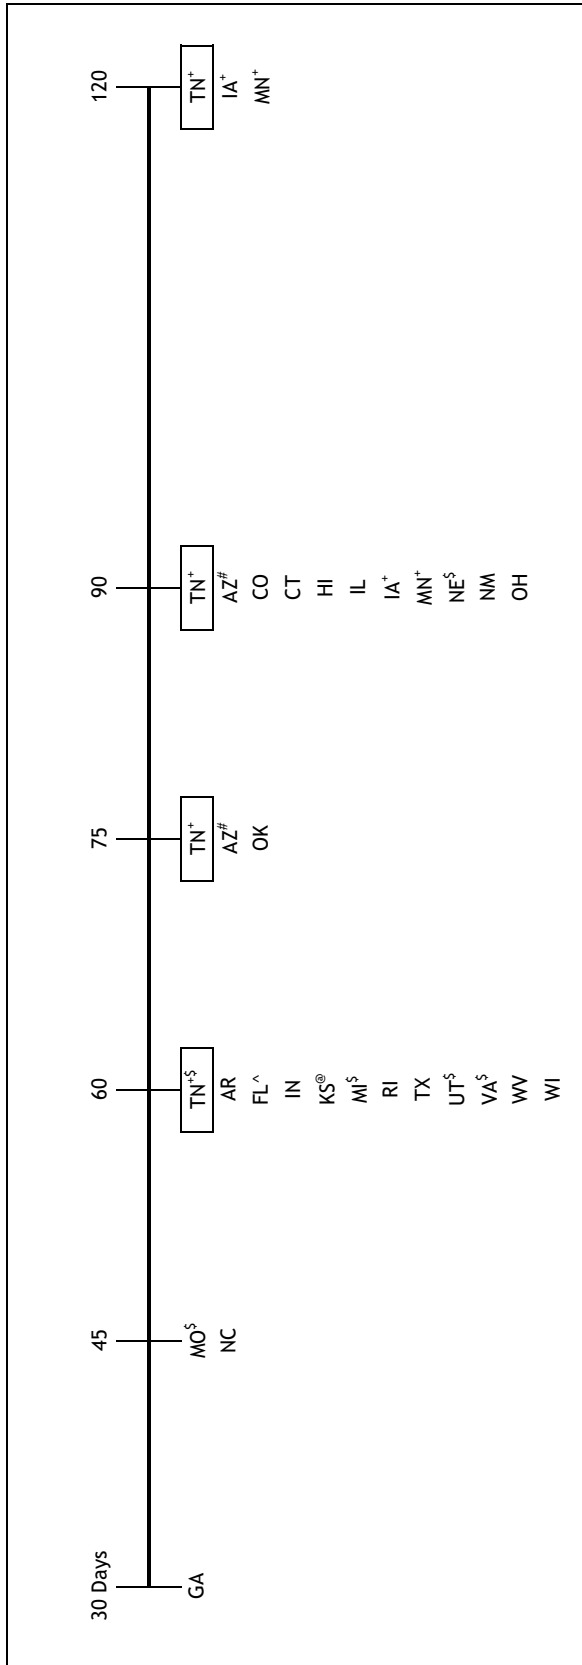 30 Days
GA
45
MO$
NC
60
TN+$
AR
FL^
IN
KS@
MI$
RI
TX
UT$
VA$
WV
WI
75
TN+
AZ#
OK
90
TN+
AZ#
CO
CT
HI
IL
IA+
MN+
NE$
NM
OH
120
TN+
IA+
MN+